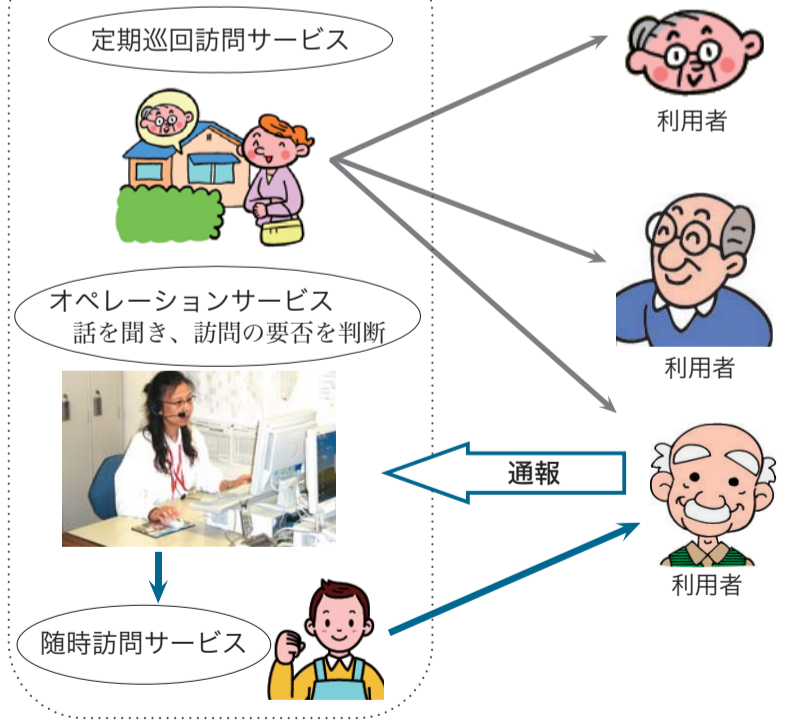 定期巡回訪問サービス
利用者
利用者
オペレーションサービス
話を聞き、訪問の要否を判断
通報
利用者
随時訪問サービス